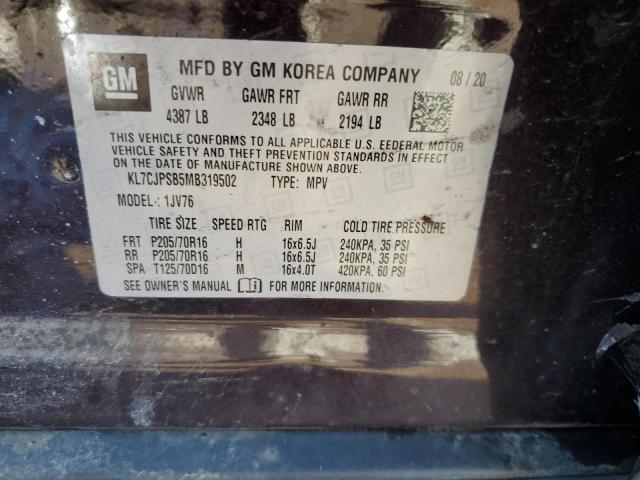 GM
MFD BY GM KOREA COMPANY 08 / 20
GVWR GAWR FRT GAWR RR
4387 LB 2348 LB 2194 LB
THIS VEHICLE CONFORMS TO ALL APPLICABLE U.S. FEDERAL MOTOR
VEHICLE SAFETY AND THEFT PREVENTION STANDARDS IN EFFECT ON
THE DATE OF MANUFACTURE SHOWN ABOVE.
KL7CJPSB5MB319502 TYPE: MPV
MODEL: 1JV76
TIRE SIZE SPEED RTG RIM COLD TIRE PRESSURE
FRT P205/70R16 H 16x6.5J 240KPA, 35 PSI
RR P205/70R16 H 16x6.5J 240KPA, 35 PSI
SPA T125/70D16 M 16x4.0T 420KPA, 60 PSI
SEE OWNER'S MANUAL FOR MORE INFORMATION.